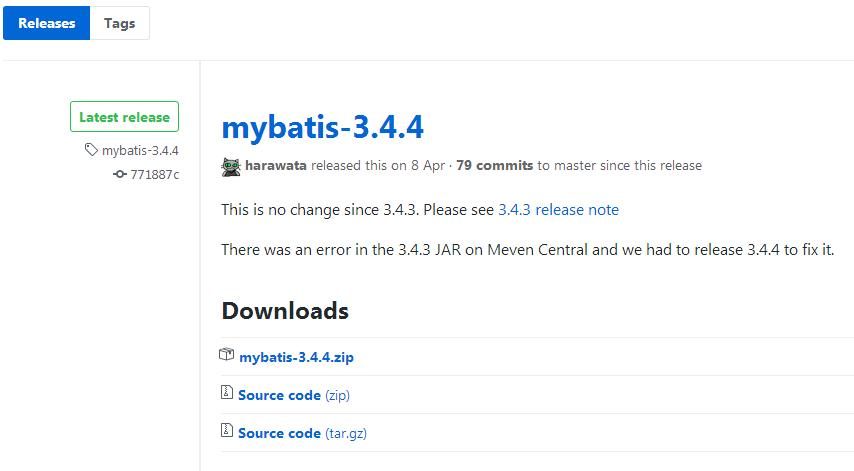 Releases Tags
Latest release
mybatis-3.4.4
771887c
mybatis-3.4.4
harawata released this on 8 Apr · 79 commits to master since this release
This is no change since 3.4.3. Please see 3.4.3 release note
There was an error in the 3.4.3 JAR on Meven Central and we had to release 3.4.4 to fix it.
Downloads
mybatis-3.4.4.zip
Source code (zip)
Source code (tar.gz)